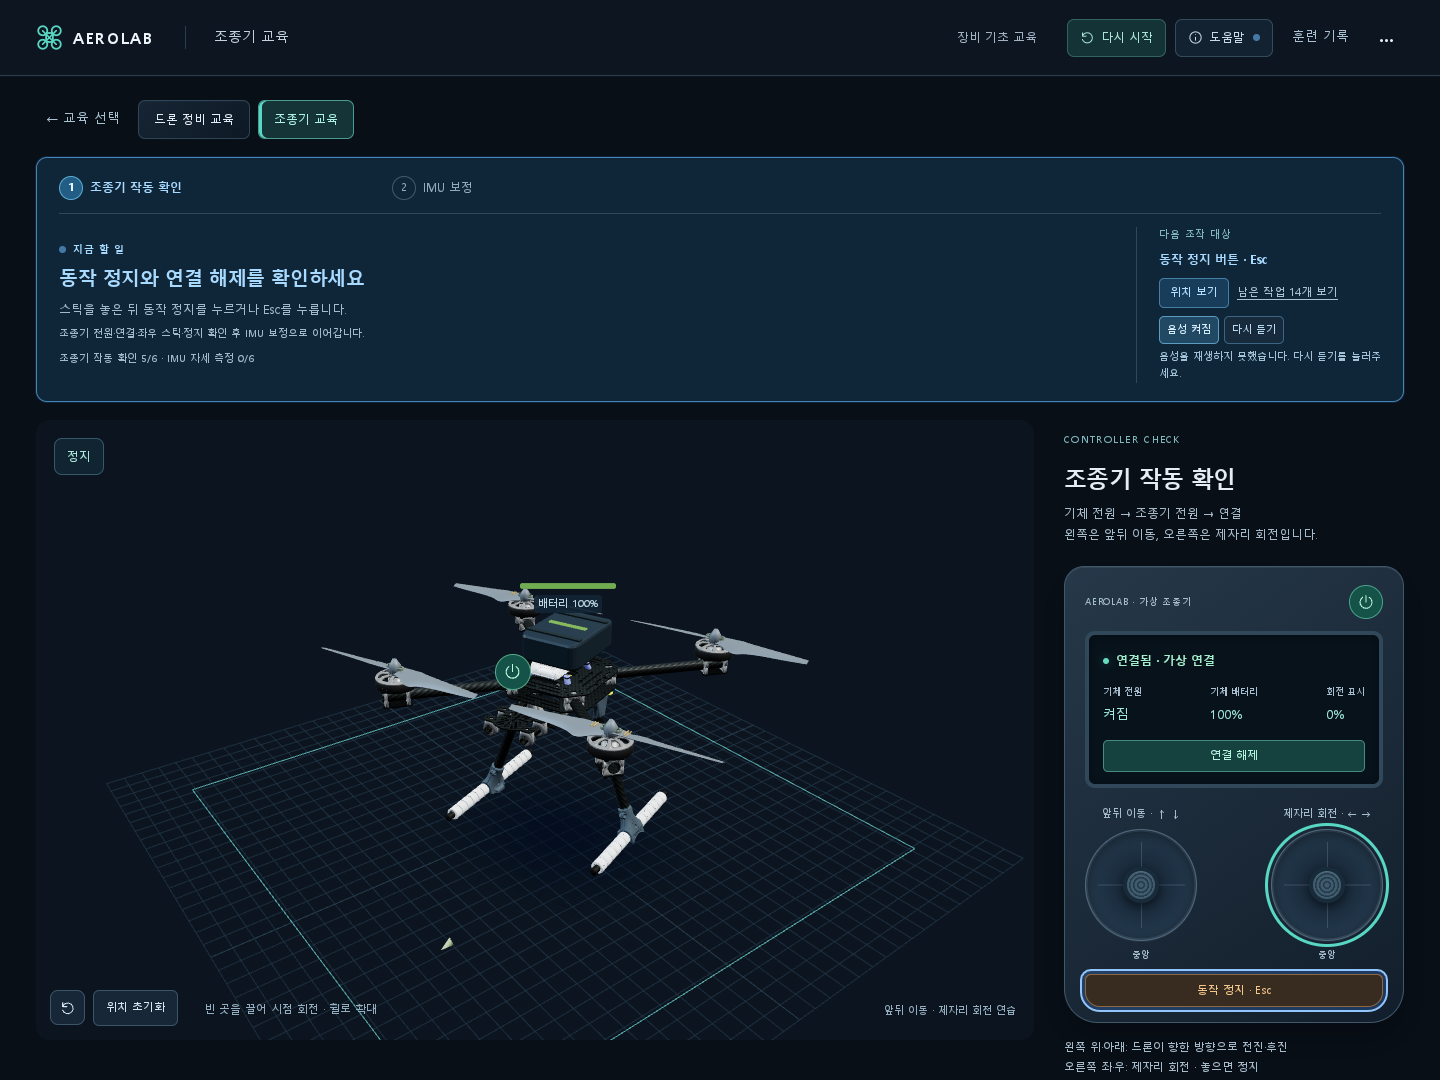 AEROLAB
조종기 교육
장비 기초 교육
다시 시작
도움말
훈련 기록
...
← 교육 선택
드론 정비 교육
조종기 교육
1 조종기 작동 확인
2 IMU 보정
지금 할 일
동작 정지와 연결 해제를 확인하세요
스틱을 놓은 뒤 동작 정지를 누르거나 Esc를 누릅니다.
조종기 전원·연결·좌우 스틱·정지 확인 후 IMU 보정으로 이어갑니다.
조종기 작동 확인 5/6 · IMU 자세 측정 0/6
다음 조작 대상
동작 정지 버튼 · Esc
위치 보기
남은 작업 14개 보기
음성 켜짐
다시 듣기
음성을 재생하지 못했습니다. 다시 듣기를 눌러주
세요.
정지
배터리 100%
위치 초기화
빈 곳을 끌어 시점 회전 · 휠로 확대
앞뒤 이동 · 제자리 회전 연습
CONTROLLER CHECK
조종기 작동 확인
기체 전원 → 조종기 전원 → 연결
왼쪽은 앞뒤 이동, 오른쪽은 제자리 회전입니다.
AEROLAB · 가상 조종기
연결됨 · 가상 연결
기체 전원
기체 배터리
회전 표시
켜짐
100%
0%
연결 해제
앞뒤 이동 · ↑ ↓
제자리 회전 · ← →
중앙
중앙
동작 정지 · Esc
왼쪽 위·아래: 드론이 향한 방향으로 전진·후진
오른쪽 좌·우: 제자리 회전 · 놓으면 정지